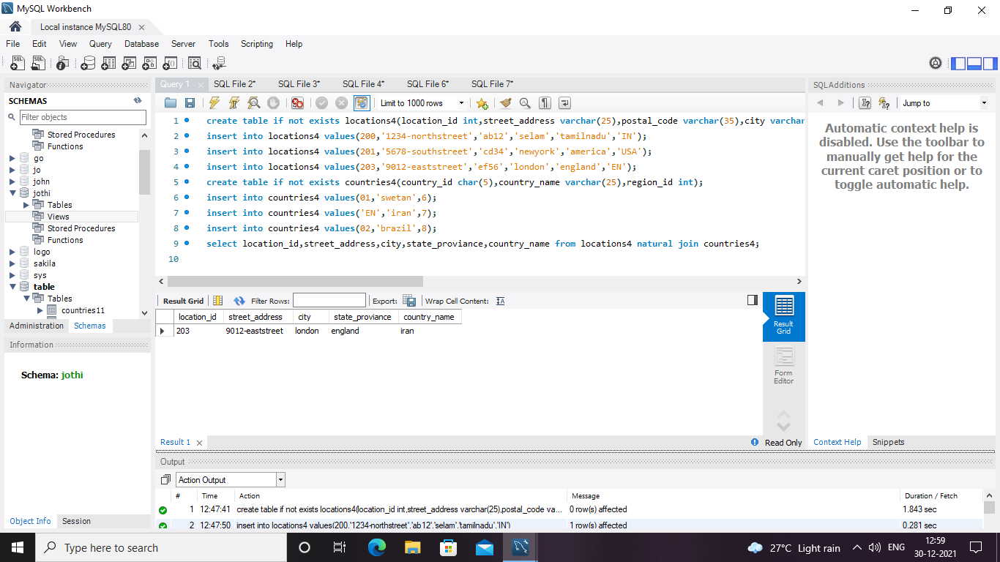 MySQL Workbench
Local instance MySQL80
File Edit View Query Database Server Tools Scripting Help
Navigator
SCHEMAS
Filter objects
Stored Procedures
Functions
go
jo
john
jothi
Tables
Views
Stored Procedures
Functions
logo
sakila
sys
table
Tables
countries11
Administration Schemas
Information
Schema: jothi
Object Info Session
Query 1 SQL File 2* SQL File 3* SQL File 4* SQL File 6* SQL File 7*
Limit to 1000 rows
1 create table if not exists locations4(location_id int,street_address varchar(25),postal_code varchar(35),city varchar
2 insert into locations4 values(200,'1234-northstreet','ab12','selam','tamilnadu','IN');
3 insert into locations4 values(201,'5678-southstreet','cd34','newyork','america','USA');
4 insert into locations4 values(203,'9012-eaststreet','ef56','london','england','EN');
5 create table if not exists countries4(country_id char(5),country_name varchar(25),region_id int);
6 insert into countries4 values(01,'swetan',6);
7 insert into countries4 values('EN','iran',7);
8 insert into countries4 values(02,'brazil',8);
9 select location_id,street_address,city,state_proviance,country_name from locations4 natural join countries4;
10
Result Grid Filter Rows: Export: Wrap Cell Content:
location_id street_address city state_proviance country_name
203 9012-eaststreet london england iran
Result Grid
Form Editor
Result 1
Read Only
Output
Action Output
# Time Action Message Duration / Fetch
1 12:47:41 create table if not exists locations4(location_id int,street_address varchar(25),postal_code va... 0 row(s) affected 1.843 sec
2 12:47:50 insert into locations4 values(200,'1234-northstreet','ab12','selam','tamilnadu','IN') 1 row(s) affected 0.281 sec
SQLAdditions
Jump to
Automatic context help is
disabled. Use the toolbar to
manually get help for the
current caret position or to
toggle automatic help.
Context Help Snippets
Type here to search
27°C Light rain
ENG
12:59
30-12-2021